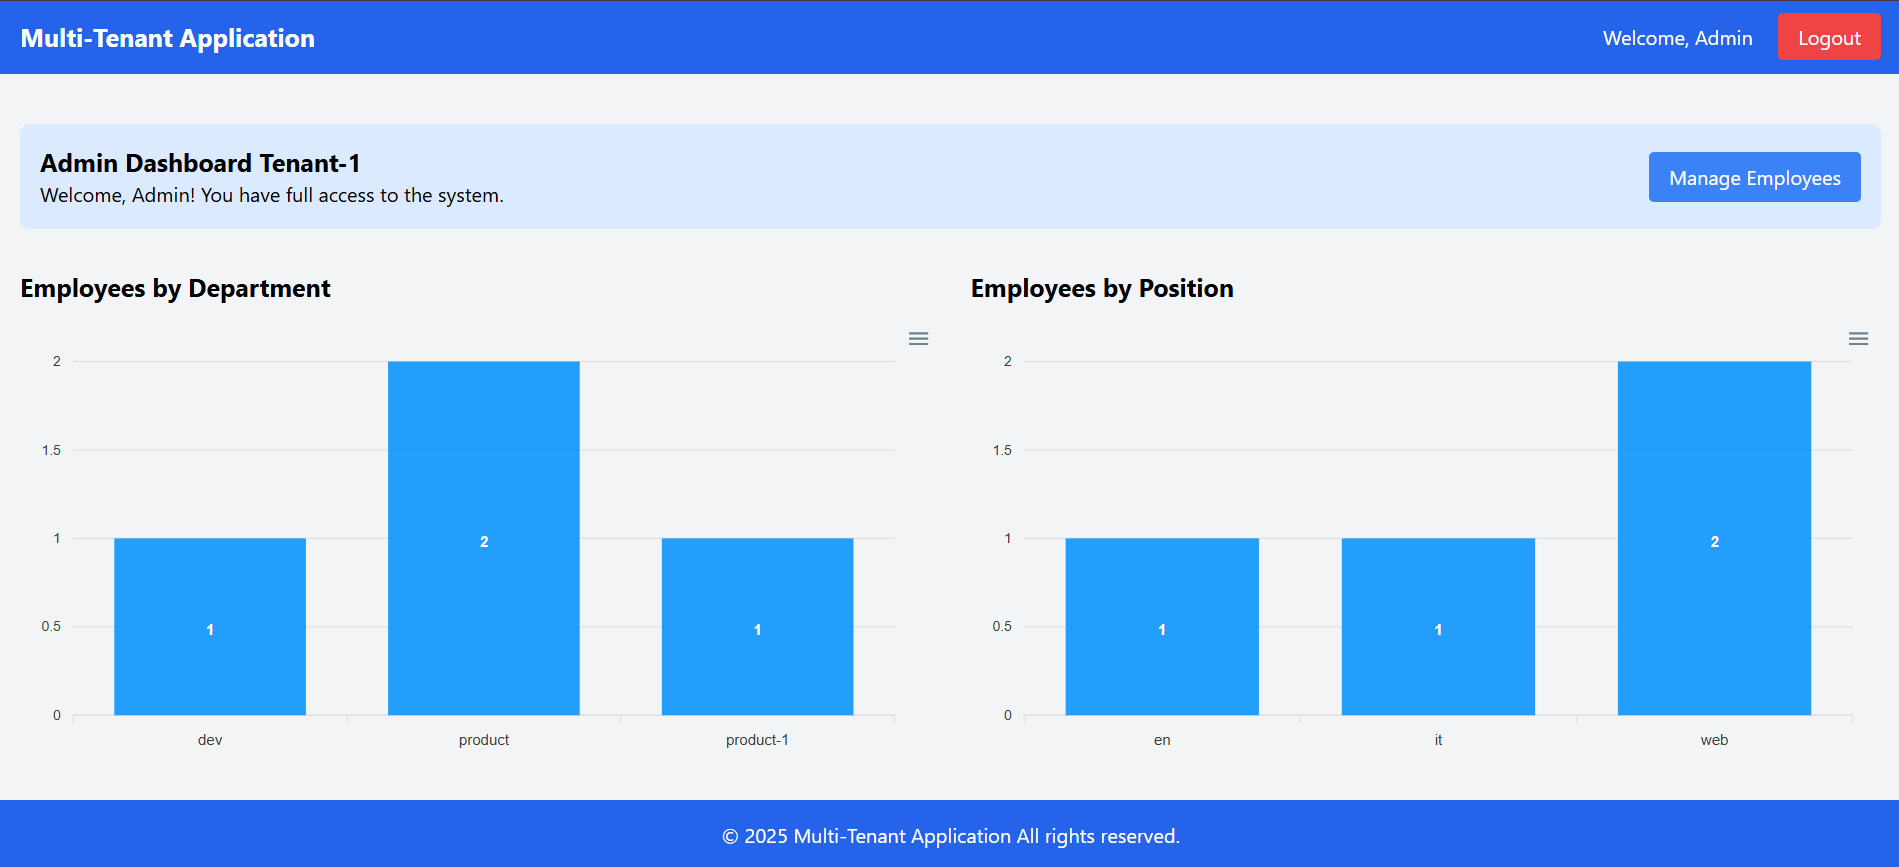 Multi-Tenant Application
Welcome, Admin
Logout
Admin Dashboard Tenant-1
Welcome, Admin! You have full access to the system.
Manage Employees
Employees by Department
2
1.5
1
0.5
0
1
2
1
dev
product
product-1
Employees by Position
2
1.5
1
0.5
0
1
1
2
en
it
web
© 2025 Multi-Tenant Application All rights reserved.